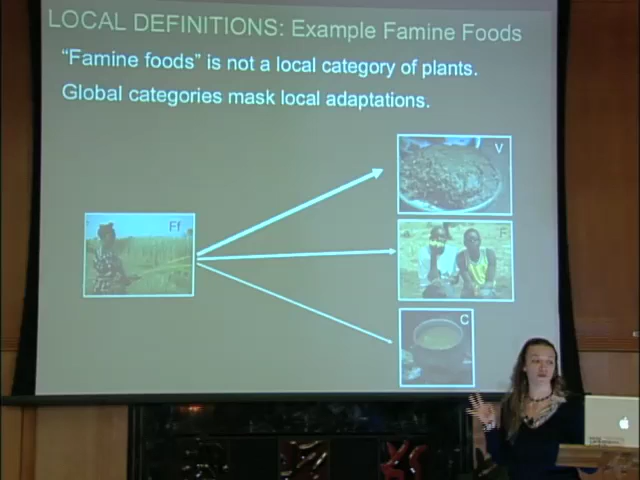 LOCAL DEFINITIONS: Example Famine Foods
"Famine foods" is not a local category of plants.
Global categories mask local adaptations.
V
Ff
F
C